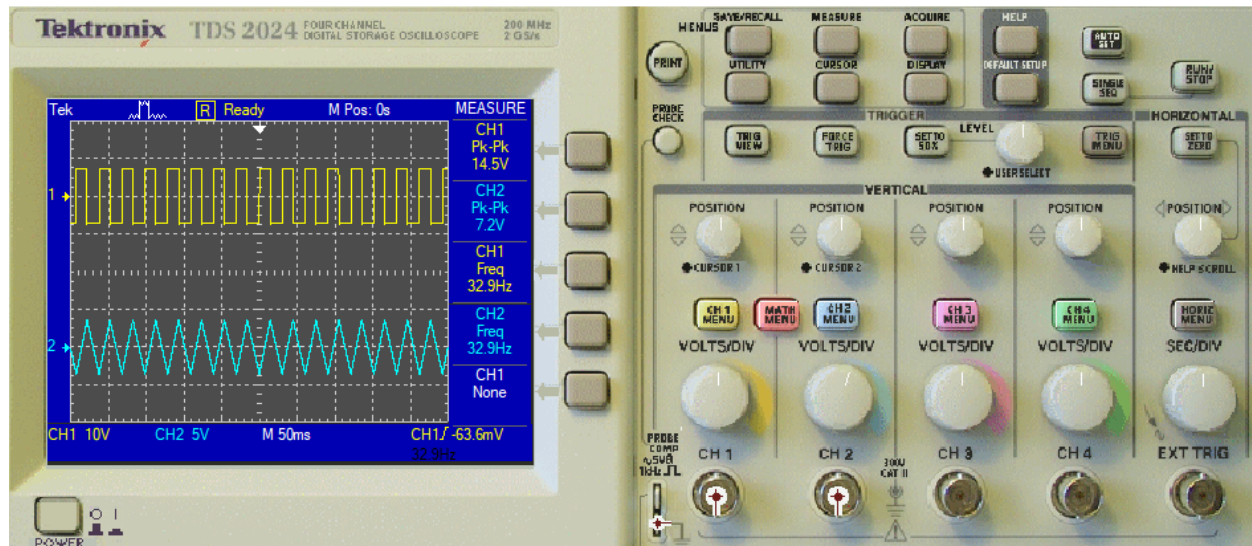 Tektronix TDS 2024 FOUR CHANNEL DIGITAL STORAGE OSCILLOSCOPE 200 MHz 2 GS/s
Tek R Ready M Pos: 0s MEASURE
CH1
Pk-Pk
14.5V
CH2
Pk-Pk
7.2V
CH1
Freq
32.9Hz
CH2
Freq
32.9Hz
CH1
None
1
2
CH1 10V CH2 5V M 50ms CH1 -63.6mV
32.9Hz
POWER
MENUS
SAVE/RECALL MEASURE ACQUIRE HELP
PRINT
UTILITY CURSOR DISPLAY DEFAULT SETUP
AUTO SET
SINGLE SEQ
RUN/STOP
PROBE CHECK
TRIGGER
TRIG VIEW
FORCE TRIG
SET TO 50%
LEVEL
USER SELECT
TRIG MENU
HORIZONTAL
SET TO ZERO
VERTICAL
POSITION POSITION POSITION POSITION POSITION
CURSOR 1 CURSOR 2 HELP SCROLL
CH 1 MENU
MATH MENU
CH 2 MENU
CH 3 MENU
CH 4 MENU
HORIZ MENU
VOLTS/DIV VOLTS/DIV VOLTS/DIV VOLTS/DIV SEC/DIV
PROBE COMP
~5V@
1kHz
CH 1 CH 2 CH 3 CH 4 EXT TRIG
300V
CAT II